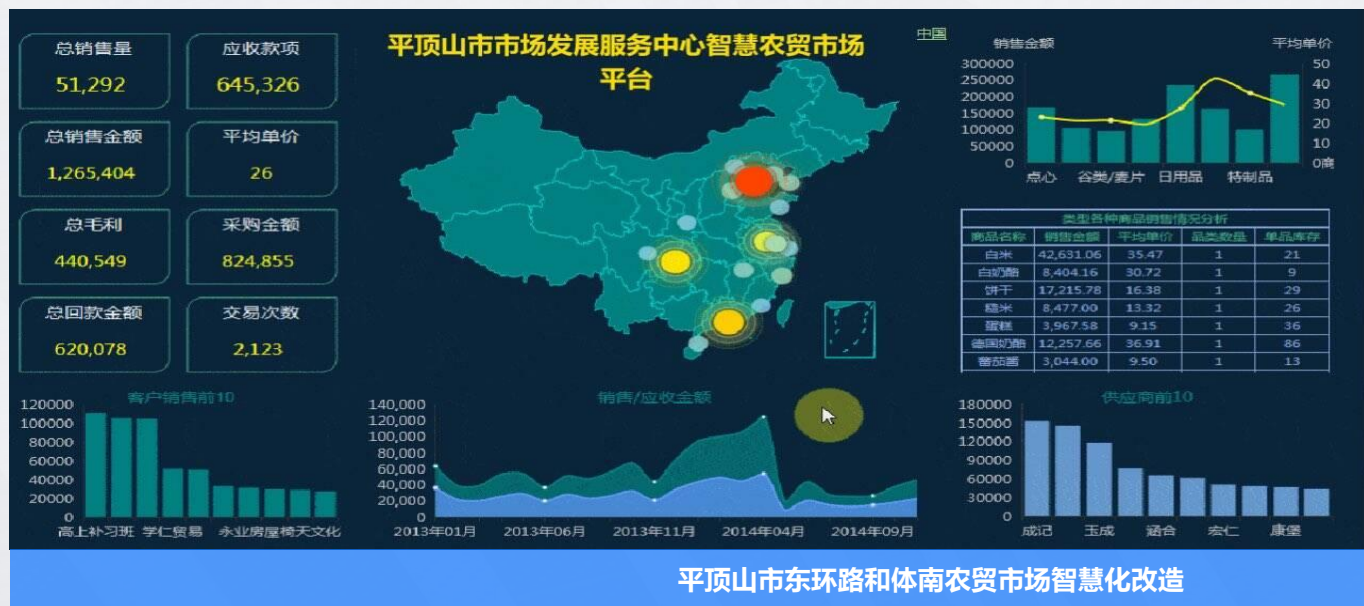 总销售量
51,292
应收款项
645,326
总销售金额
1,265,404
平均单价
26
总毛利
440,549
采购金额
824,855
总回款金额
620,078
交易次数
2,123
平顶山市市场发展服务中心智慧农贸市场
平台
中国
销售金额
平均单价
300000
250000
200000
150000
100000
50000
0
50
40
30
20
10
0商
点心 谷类/麦片 日用品 特制品
类型各种商品销售情况分析
商品名称 销售金额 平均单价 品类数量 单品库存
白米 42,631.06 35.47 1 21
白奶酪 8,404.16 30.72 1 9
饼干 17,215.78 16.38 1 29
糙米 8,477.00 13.32 1 26
蛋糕 3,967.58 9.15 1 36
德国奶酪 12,257.66 36.91 1 86
番茄酱 3,044.00 9.50 1 13
客户销售前10
120000
100000
80000
60000
40000
20000
0
高上补习班 学仁贸易 永业房屋 椅天文化
销售/应收金额
140,000
120,000
100,000
80,000
60,000
40,000
20,000
0
2013年01月 2013年06月 2013年11月 2014年04月 2014年09月
供应商前10
180000
150000
120000
90000
60000
30000
0
成记 玉成 涵合 宏仁 康堡
平顶山市东环路和体南农贸市场智慧化改造